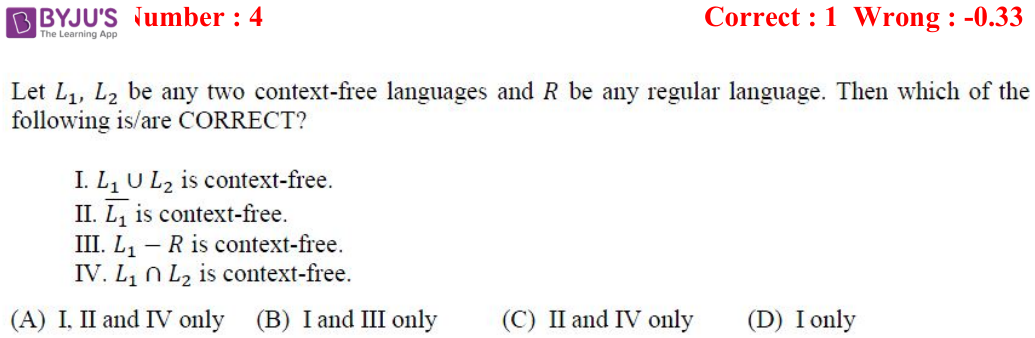 BYJU'S
The Learning App
Number : 4 Correct : 1 Wrong : -0.33
Let L₁, L₂ be any two context-free languages and R be any regular language. Then which of the
following is/are CORRECT?
I. L₁ ∪ L₂ is context-free.
II. L̅₁ is context-free.
III. L₁ − R is context-free.
IV. L₁ ∩ L₂ is context-free.
(A) I, II and IV only (B) I and III only (C) II and IV only (D) I only